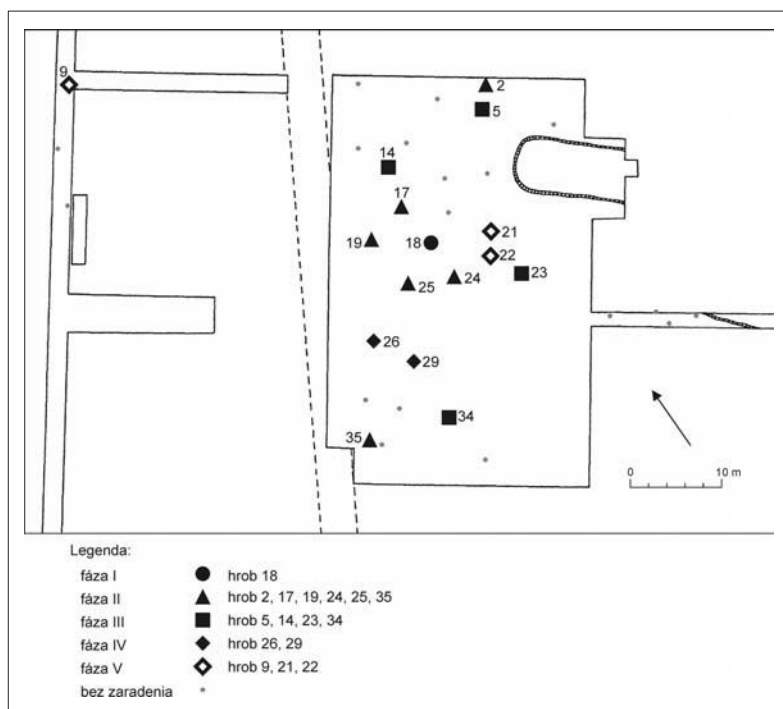 9
2
5
14
17
21
19
18
22
23
24
25
26
29
34
35
0 10 m
Legenda:
fáza I hrob 18
fáza II hrob 2, 17, 19, 24, 25, 35
fáza III hrob 5, 14, 23, 34
fáza IV hrob 26, 29
fáza V hrob 9, 21, 22
bez zaradenia